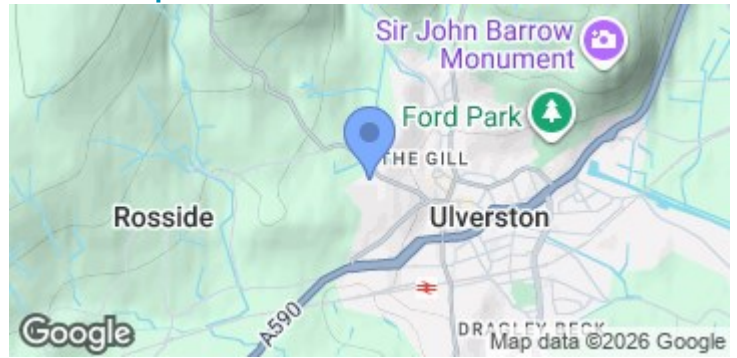 Sir John Barrow
Monument
Ford Park
THE GILL
Rosside
Ulverston
A590
DRAGLEY BECK
Google
Map data ©2026 Google